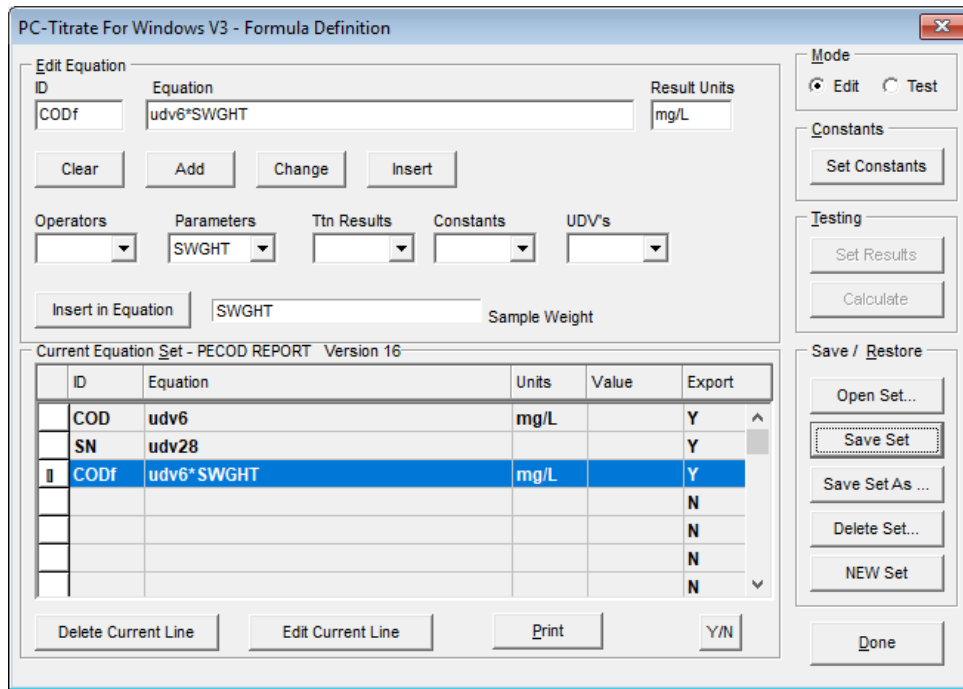 PC-Titrate For Windows V3 - Formula Definition
Edit Equation
ID Equation Result Units
CODf udv6*SWGHT mg/L
Clear Add Change Insert
Operators Parameters Ttn Results Constants UDV's
SWGHT
Insert in Equation SWGHT Sample Weight
Current Equation Set - PECOD REPORT Version 16
ID Equation Units Value Export
COD udv6 mg/L Y
SN udv28 Y
CODf udv6*SWGHT mg/L Y
N
N
N
N
Delete Current Line Edit Current Line Print Y/N
Mode
Edit Test
Constants
Set Constants
Testing
Set Results
Calculate
Save / Restore
Open Set...
Save Set
Save Set As ...
Delete Set...
NEW Set
Done